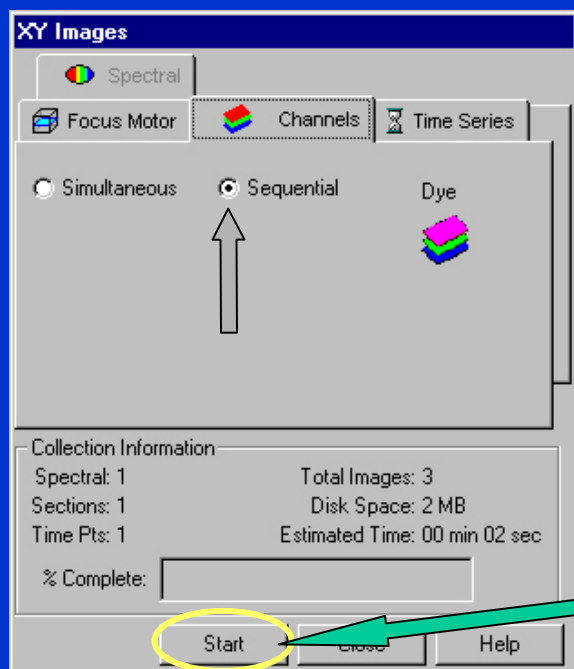 XY Images
Spectral
Focus Motor Channels Time Series
Simultaneous Sequential Dye
Collection Information
Spectral: 1 Total Images: 3
Sections: 1 Disk Space: 2 MB
Time Pts: 1 Estimated Time: 00 min 02 sec
% Complete:
Start Close Help